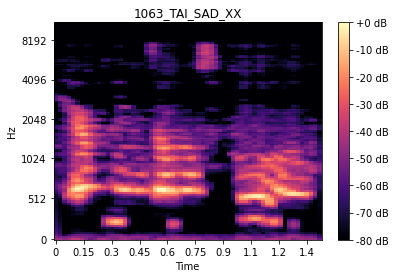 1063_TAI_SAD_XX
Hz
8192
4096
2048
1024
512
0
0 0.15 0.3 0.45 0.6 0.75 0.9 1.1 1.2 1.4
Time
+0 dB
-10 dB
-20 dB
-30 dB
-40 dB
-50 dB
-60 dB
-70 dB
-80 dB